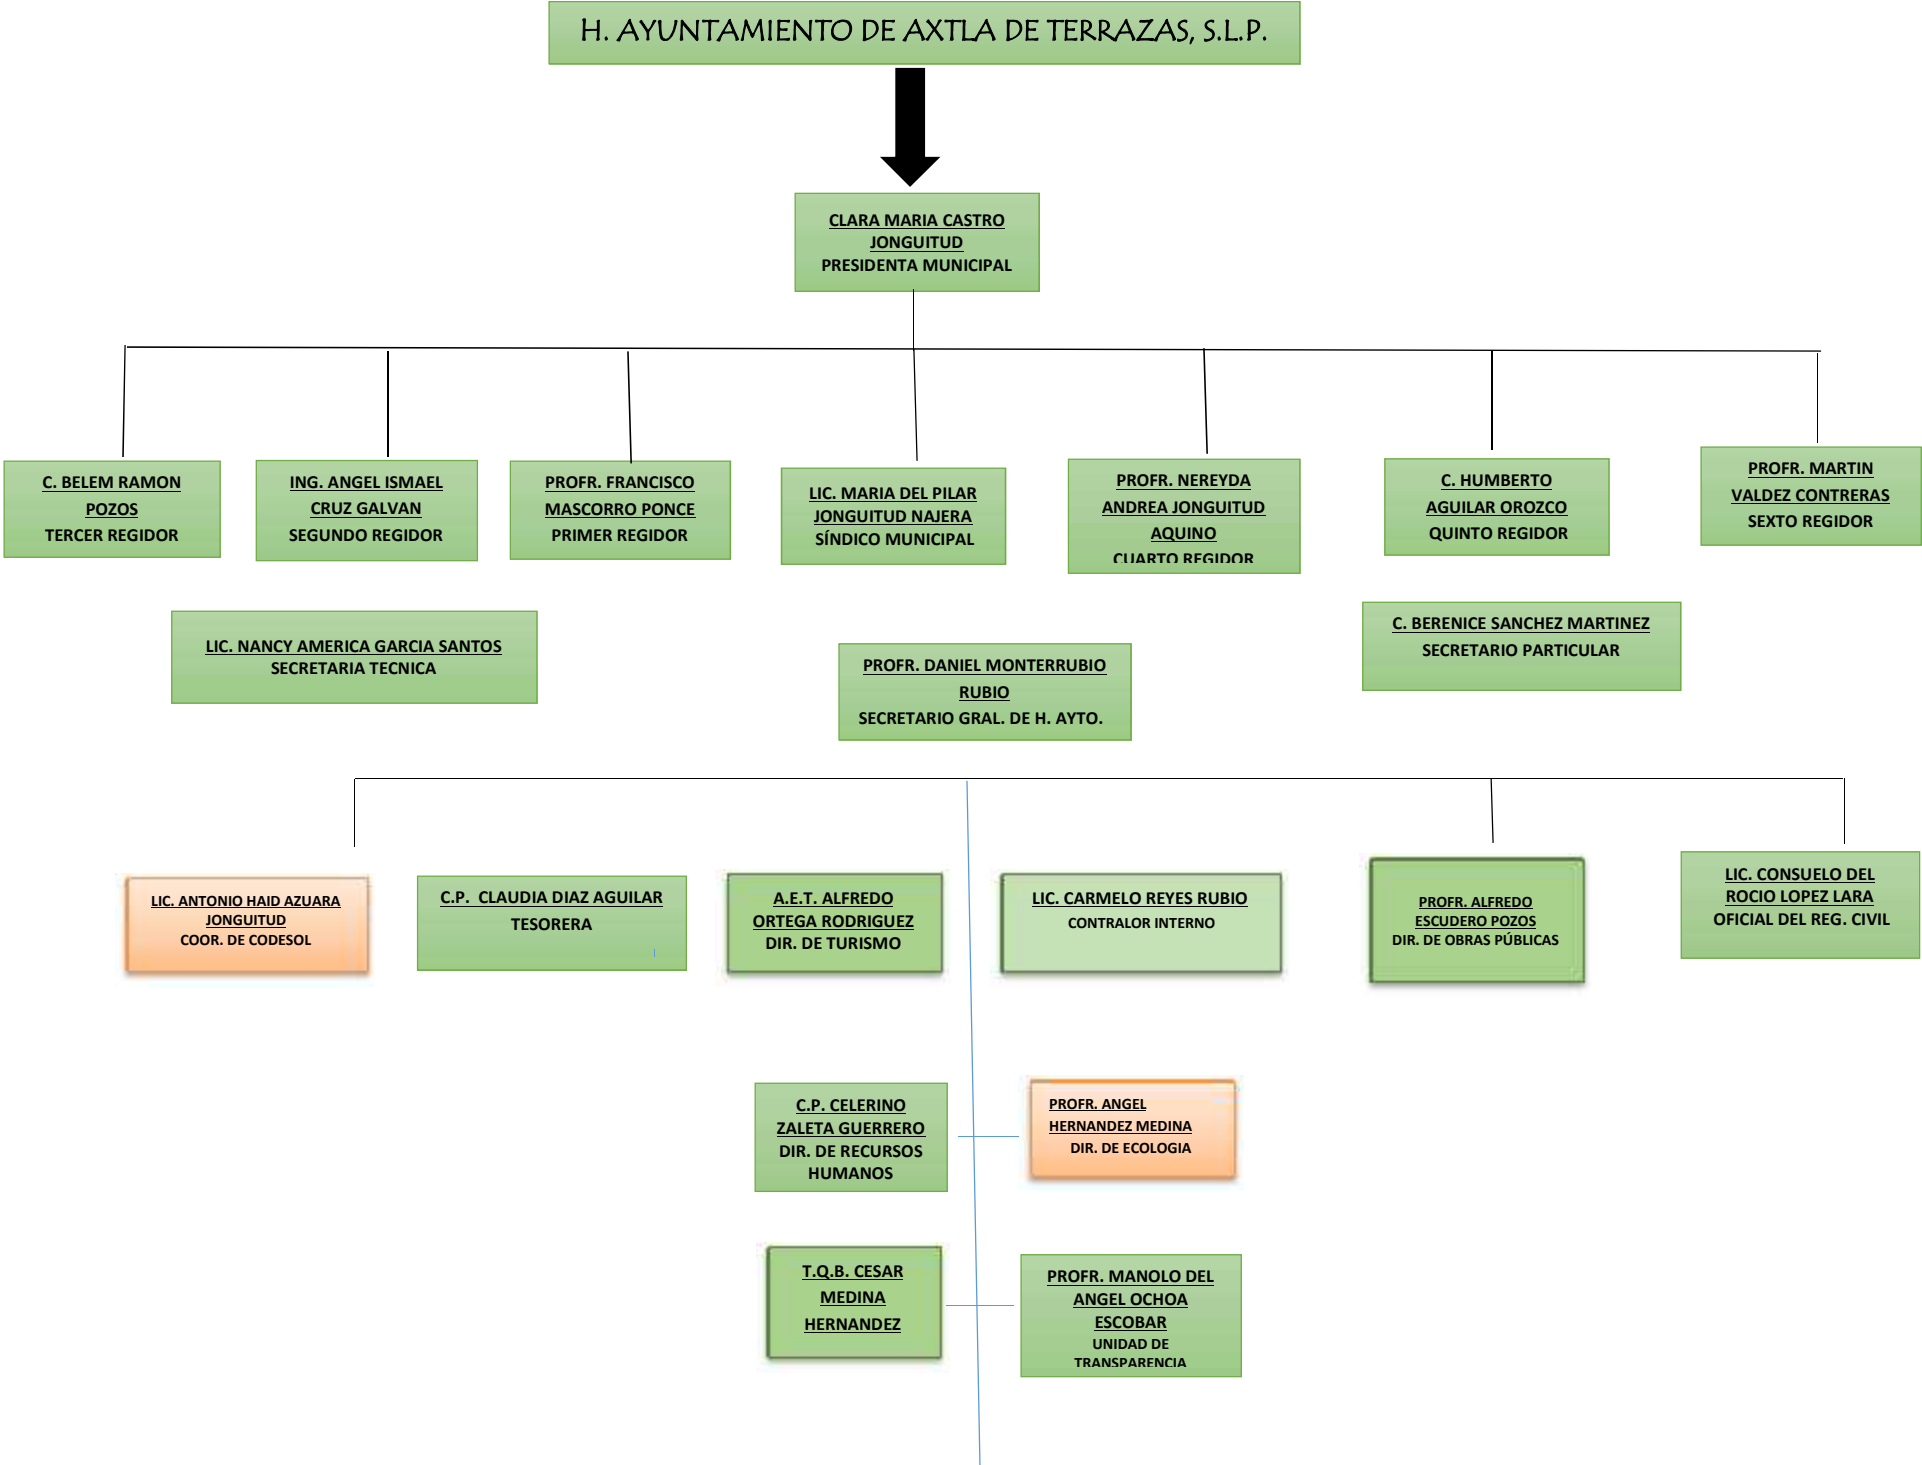 H. AYUNTAMIENTO DE AXTLA DE TERRAZAS, S.L.P.
CLARA MARIA CASTRO
JONGUITUD
PRESIDENTA MUNICIPAL
C. BELEM RAMON
POZOS
TERCER REGIDOR
ING. ANGEL ISMAEL
CRUZ GALVAN
SEGUNDO REGIDOR
PROFR. FRANCISCO
MASCORRO PONCE
PRIMER REGIDOR
LIC. MARIA DEL PILAR
JONGUITUD NAJERA
SÍNDICO MUNICIPAL
PROFR. NEREYDA
ANDREA JONGUITUD
AQUINO
CUARTO REGIDOR
C. HUMBERTO
AGUILAR OROZCO
QUINTO REGIDOR
PROFR. MARTIN
VALDEZ CONTRERAS
SEXTO REGIDOR
LIC. NANCY AMERICA GARCIA SANTOS
SECRETARIA TECNICA
PROFR. DANIEL MONTERRUBIO
RUBIO
SECRETARIO GRAL. DE H. AYTO.
C. BERENICE SANCHEZ MARTINEZ
SECRETARIO PARTICULAR
LIC. ANTONIO HAID AZUARA
JONGUITUD
COOR. DE CODESOL
C.P. CLAUDIA DIAZ AGUILAR
TESORERA
A.E.T. ALFREDO
ORTEGA RODRIGUEZ
DIR. DE TURISMO
LIC. CARMELO REYES RUBIO
CONTRALOR INTERNO
PROFR. ALFREDO
ESCUDERO POZOS
DIR. DE OBRAS PÚBLICAS
LIC. CONSUELO DEL
ROCIO LOPEZ LARA
OFICIAL DEL REG. CIVIL
C.P. CELERINO
ZALETA GUERRERO
DIR. DE RECURSOS
HUMANOS
PROFR. ANGEL
HERNANDEZ MEDINA
DIR. DE ECOLOGIA
T.Q.B. CESAR
MEDINA
HERNANDEZ
PROFR. MANOLO DEL
ANGEL OCHOA
ESCOBAR
UNIDAD DE
TRANSPARENCIA